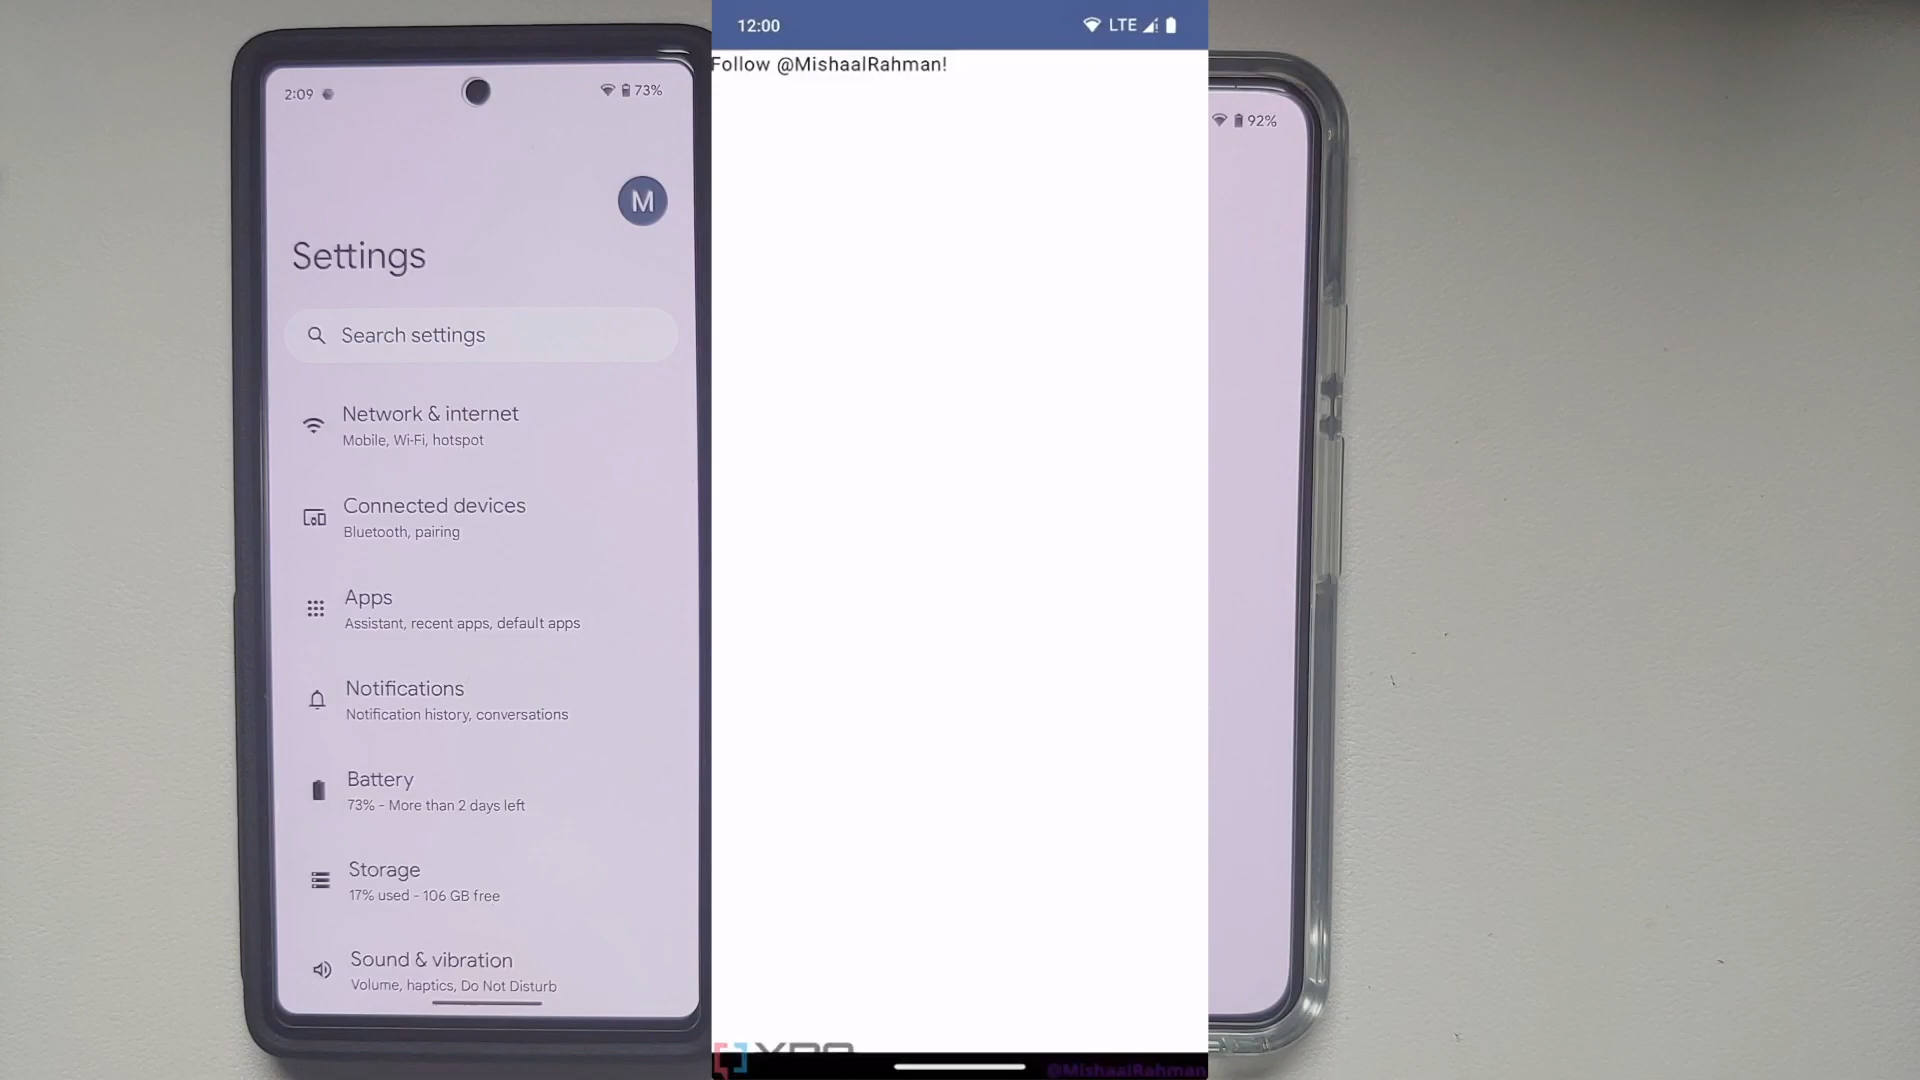 2:09
73%
M
Settings
Search settings
Network & internet
Mobile, Wi-Fi, hotspot
Connected devices
Bluetooth, pairing
Apps
Assistant, recent apps, default apps
Notifications
Notification history, conversations
Battery
73% - More than 2 days left
Storage
17% used - 106 GB free
Sound & vibration
Volume, haptics, Do Not Disturb
12:00
LTE
Follow @MishaalRahman!
XDA
@MishaalRahman
92%